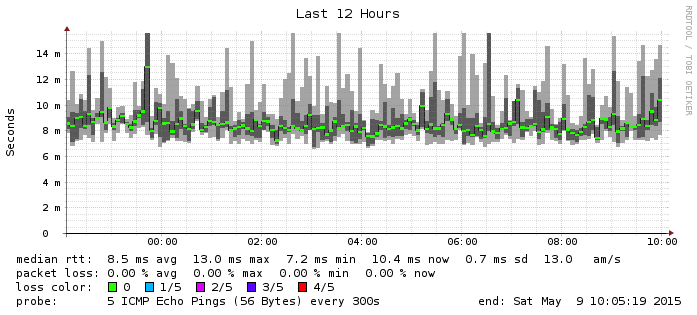 Last 12 Hours
RRDTOOL / TOBI OETIKER
Seconds
14 m
12 m
10 m
8 m
6 m
4 m
2 m
0
00:00 02:00 04:00 06:00 08:00 10:00
median rtt: 8.5 ms avg 13.0 ms max 7.2 ms min 10.4 ms now 0.7 ms sd 13.0 am/s
packet loss: 0.00 % avg 0.00 % max 0.00 % min 0.00 % now
loss color: 0 1/5 2/5 3/5 4/5
probe: 5 ICMP Echo Pings (56 Bytes) every 300s end: Sat May 9 10:05:19 2015